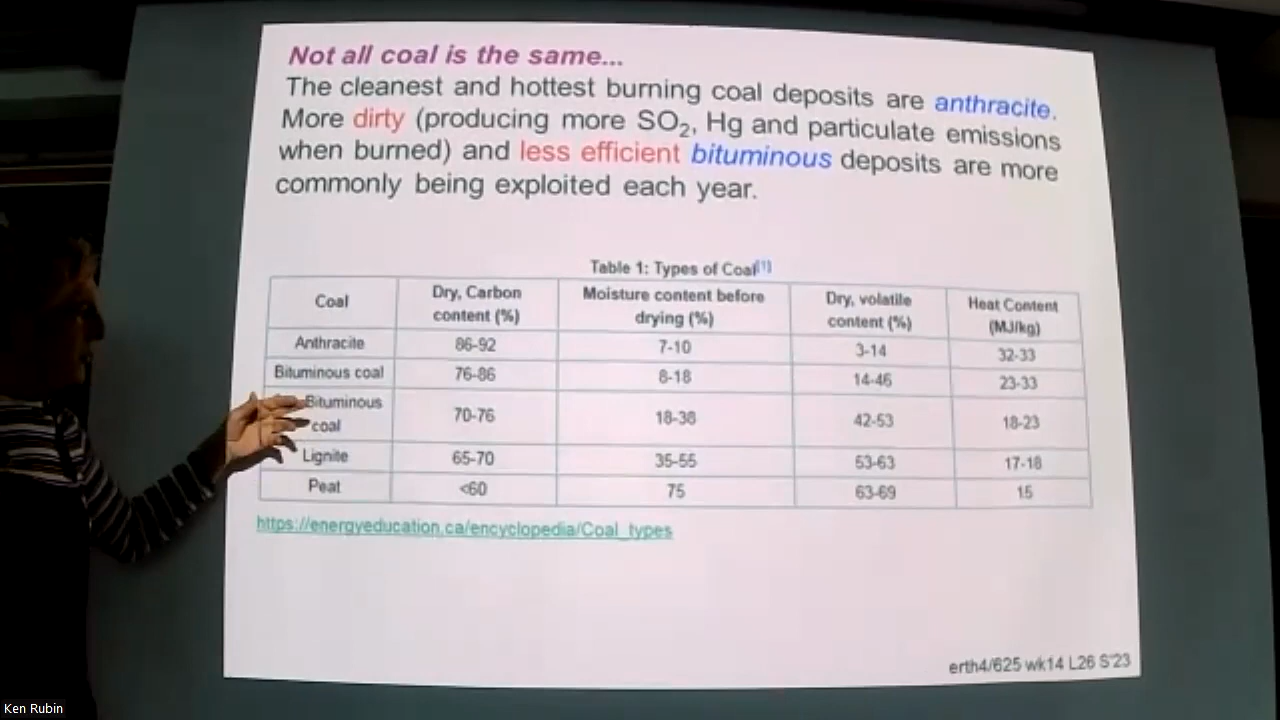 Not all coal is the same...
The cleanest and hottest burning coal deposits are anthracite.
More dirty (producing more SO2, Hg and particulate emissions
when burned) and less efficient bituminous deposits are more
commonly being exploited each year.
Table 1: Types of Coal[1]
Coal
Dry, Carbon
content (%)
Moisture content before
drying (%)
Dry, volatile
content (%)
Heat Content
(MJ/kg)
Anthracite 86-92 7-10 3-14 32-33
Bituminous coal 76-86 8-18 14-46 23-33
Bituminous
coal 70-76 18-38 42-53 18-23
Lignite 65-70 35-55 53-63 17-18
Peat <60 75 63-69 15
https://energyeducation.ca/encyclopedia/Coal_types
erth4/625 wk14 L26 S'23
Ken Rubin